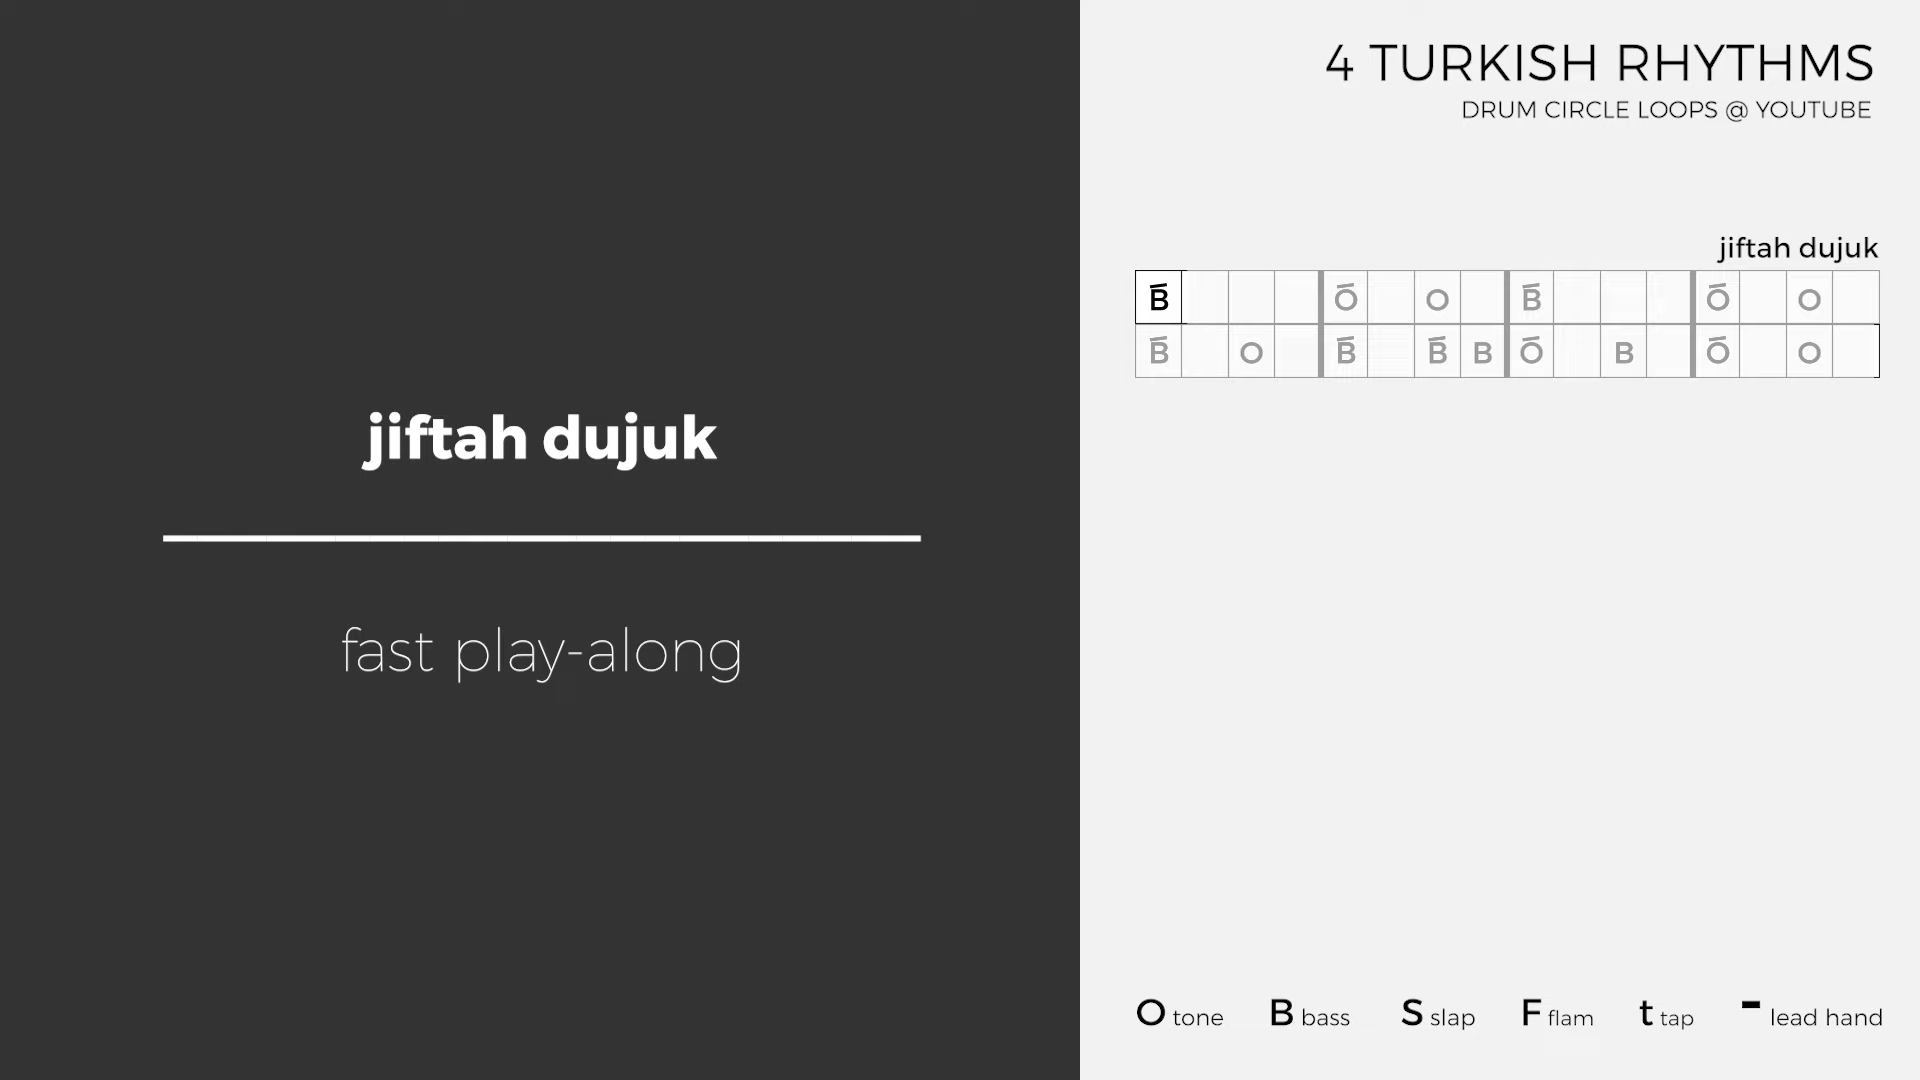 jiftah dujuk
fast play-along
4 TURKISH RHYTHMS
DRUM CIRCLE LOOPS @ YOUTUBE
jiftah dujuk
B̄ Ō O B̄ Ō O
B̄ O B̄ B̄ B Ō B Ō O
O tone B bass S slap F flam t tap - lead hand